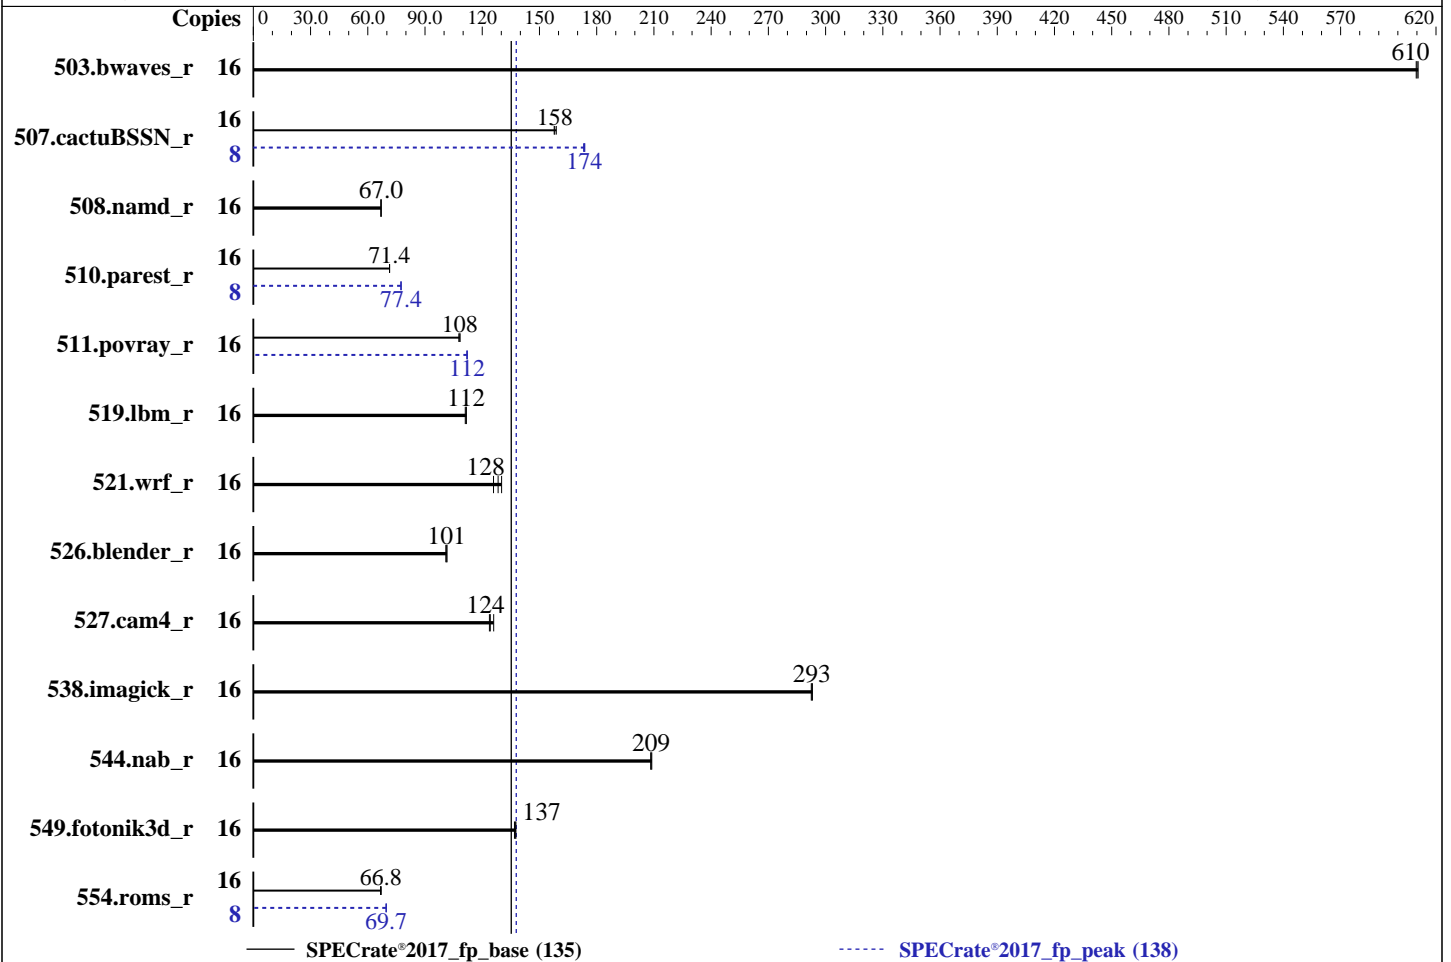 Copies 0 30.0 60.0 90.0 120 150 180 210 240 270 300 330 360 390 420 450 480 510 540 570 620
503.bwaves_r 16 610
507.cactuBSSN_r 16 158
8 174
508.namd_r 16 67.0
510.parest_r 16 71.4
8 77.4
511.povray_r 16 108
112
519.lbm_r 16 112
521.wrf_r 16 128
526.blender_r 16 101
527.cam4_r 16 124
538.imagick_r 16 293
544.nab_r 16 209
549.fotonik3d_r 16 137
554.roms_r 16 66.8
8 69.7
SPECrate®2017_fp_base (135) SPECrate®2017_fp_peak (138)